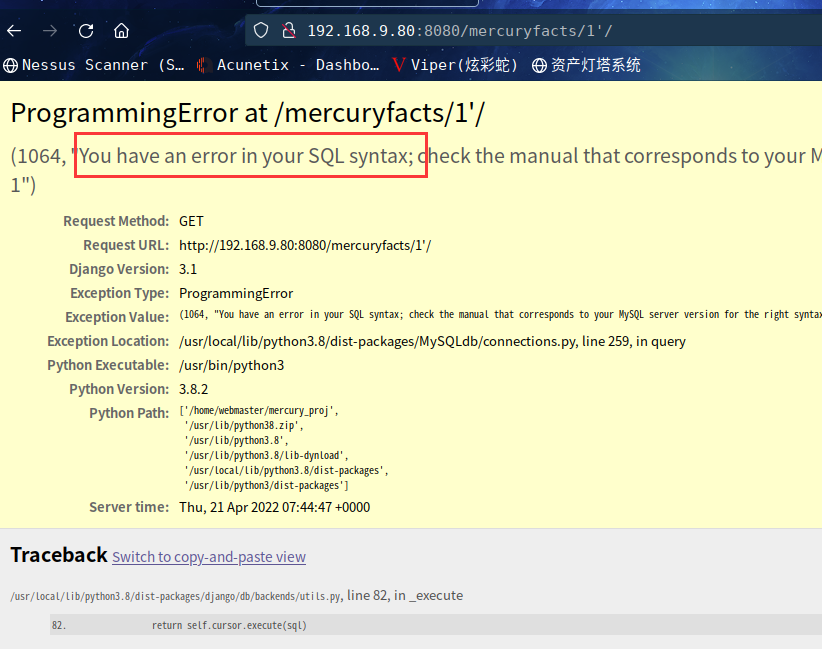 192.168.9.80:8080/mercuryfacts/1'/
Nessus Scanner (S… Acunetix - Dashbo… Viper(炫彩蛇) 资产灯塔系统
ProgrammingError at /mercuryfacts/1'/
(1064, "You have an error in your SQL syntax; check the manual that corresponds to your M
1")
Request Method: GET
Request URL: http://192.168.9.80:8080/mercuryfacts/1'/
Django Version: 3.1
Exception Type: ProgrammingError
Exception Value: (1064, "You have an error in your SQL syntax; check the manual that corresponds to your MySQL server version for the right syntax
Exception Location: /usr/local/lib/python3.8/dist-packages/MySQLdb/connections.py, line 259, in query
Python Executable: /usr/bin/python3
Python Version: 3.8.2
Python Path: ['/home/webmaster/mercury_proj',
'/usr/lib/python38.zip',
'/usr/lib/python3.8',
'/usr/lib/python3.8/lib-dynload',
'/usr/local/lib/python3.8/dist-packages',
'/usr/lib/python3/dist-packages']
Server time: Thu, 21 Apr 2022 07:44:47 +0000
Traceback Switch to copy-and-paste view
/usr/local/lib/python3.8/dist-packages/django/db/backends/utils.py, line 82, in _execute
82. return self.cursor.execute(sql)